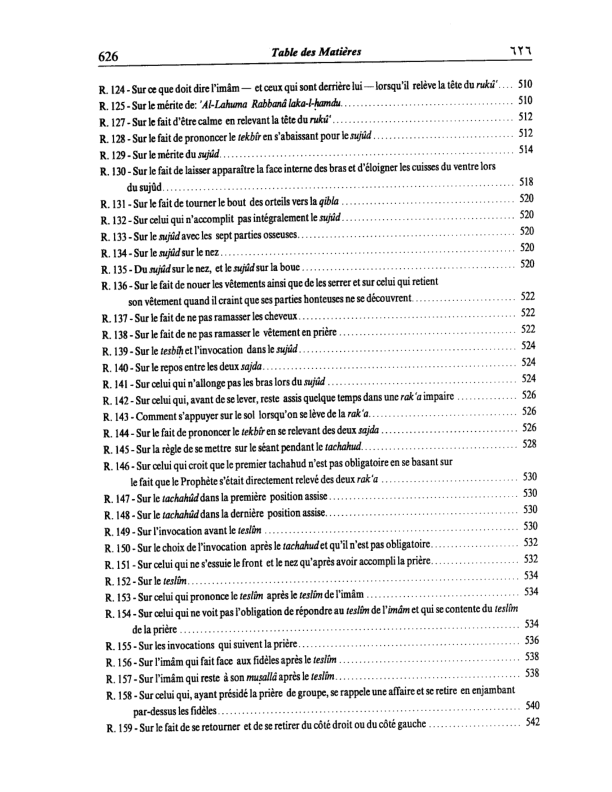 626 Table des Matières ٦٢٦
R. 124 - Sur ce que doit dire l'imâm — et ceux qui sont derrière lui — lorsqu'il relève la tête du rukû'.... 510
R. 125 - Sur le mérite de: 'Al-Lahuma Rabbanâ laka-l-ḥamdu........ 510
R. 127 - Sur le fait d'être calme en relevant la tête du rukû'........ 512
R. 128 - Sur le fait de prononcer le tekbîr en s'abaissant pour le sujûd........ 512
R. 129 - Sur le mérite du sujûd........ 514
R. 130 - Sur le fait de laisser apparaître la face interne des bras et d'éloigner les cuisses du ventre lors
du sujûd........ 518
R. 131 - Sur le fait de tourner le bout des orteils vers la qibla........ 520
R. 132 - Sur celui qui n'accomplit pas intégralement le sujûd........ 520
R. 133 - Sur le sujûd avec les sept parties osseuses........ 520
R. 134 - Sur le sujûd sur le nez........ 520
R. 135 - Du sujûd sur le nez, et le sujûd sur la boue........ 520
R. 136 - Sur le fait de nouer les vêtements ainsi que de les serrer et sur celui qui retient
son vêtement quand il craint que ses parties honteuses ne se découvrent........ 522
R. 137 - Sur le fait de ne pas ramasser les cheveux........ 522
R. 138 - Sur le fait de ne pas ramasser le vêtement en prière........ 522
R. 139 - Sur le tesbîḥ et l'invocation dans le sujûd........ 524
R. 140 - Sur le repos entre les deux sajda........ 524
R. 141 - Sur celui qui n'allonge pas les bras lors du sujûd........ 524
R. 142 - Sur celui qui, avant de se lever, reste assis quelque temps dans une rak'a impaire........ 526
R. 143 - Comment s'appuyer sur le sol lorsqu'on se lève de la rak'a........ 526
R. 144 - Sur le fait de prononcer le tekbîr en se relevant des deux sajda........ 526
R. 145 - Sur la règle de se mettre sur le séant pendant le tachahud........ 528
R. 146 - Sur celui qui croit que le premier tachahud n'est pas obligatoire en se basant sur
le fait que le Prophète s'était directement relevé des deux rak'a........ 530
R. 147 - Sur le tachahûd dans la première position assise........ 530
R. 148 - Sur le tachahûd dans la dernière position assise........ 530
R. 149 - Sur l'invocation avant le teslîm........ 530
R. 150 - Sur le choix de l'invocation après le tachahud et qu'il n'est pas obligatoire........ 532
R. 151 - Sur celui qui ne s'essuie le front et le nez qu'après avoir accompli la prière........ 532
R. 152 - Sur le teslîm........ 534
R. 153 - Sur celui qui prononce le teslîm après le teslîm de l'imâm........ 534
R. 154 - Sur celui qui ne voit pas l'obligation de répondre au teslîm de l'imâm et qui se contente du teslîm
de la prière........ 534
R. 155 - Sur les invocations qui suivent la prière........ 536
R. 156 - Sur l'imâm qui fait face aux fidèles après le teslîm........ 538
R. 157 - Sur l'imâm qui reste à son muṣallâ après le teslîm........ 538
R. 158 - Sur celui qui, ayant présidé la prière de groupe, se rappelle une affaire et se retire en enjambant
par-dessus les fidèles........ 540
R. 159 - Sur le fait de se retourner et de se retirer du côté droit ou du côté gauche........ 542